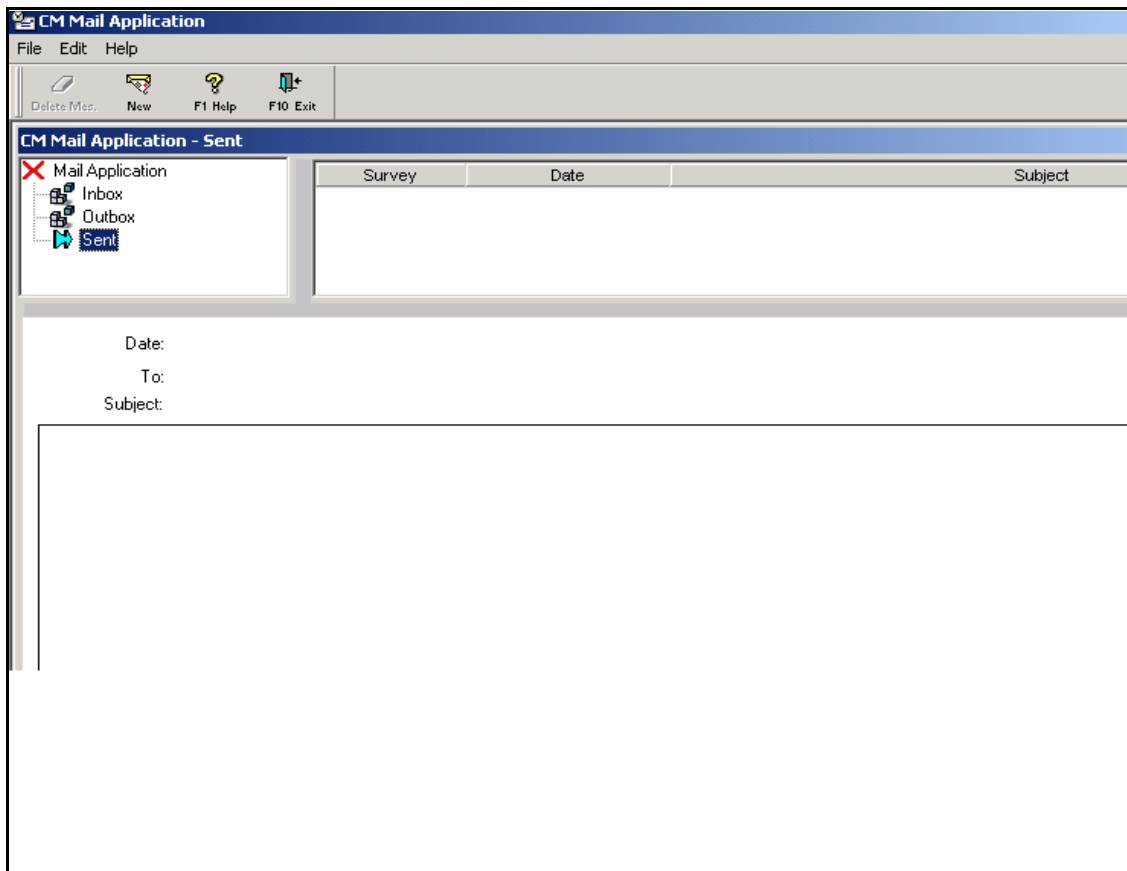 CM Mail Application
File Edit Help
Delete Mes. New F1 Help F10 Exit
CM Mail Application - Sent
Mail Application
Inbox
Outbox
Sent
Survey Date Subject
Date:
To:
Subject: